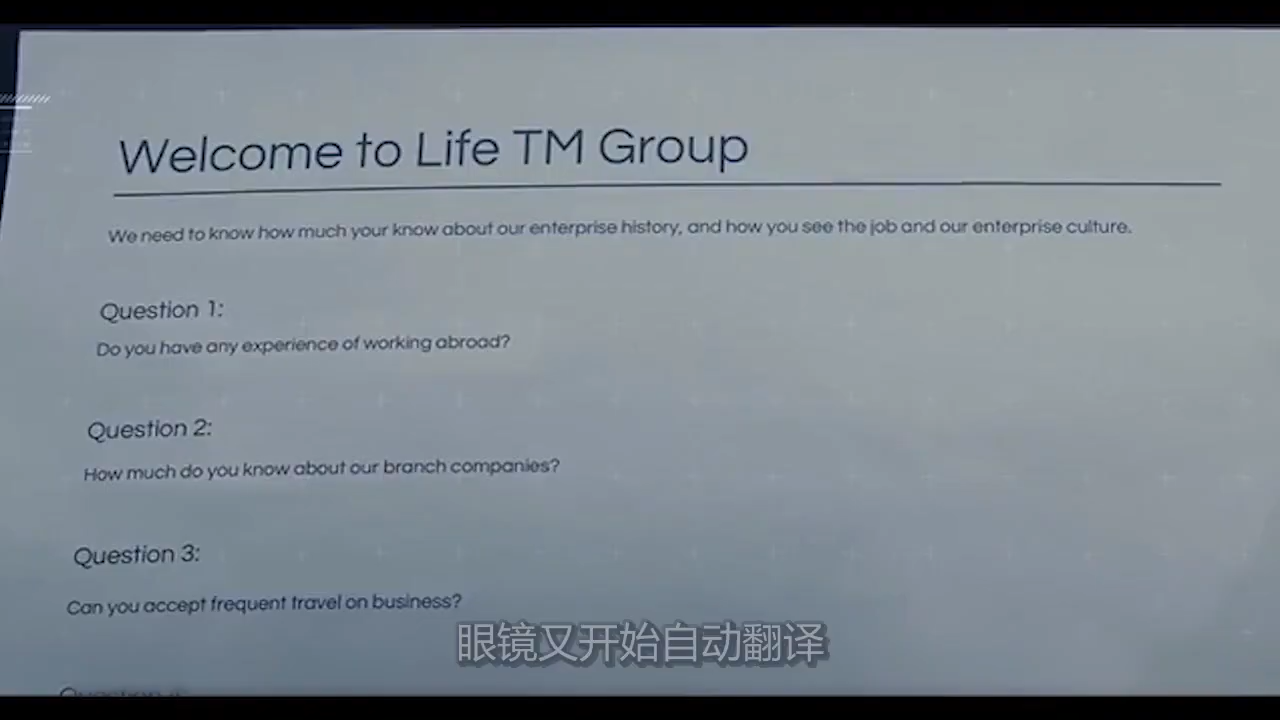 Welcome to Life TM Group
We need to know how much your know about our enterprise history, and how you see the job and our enterprise culture.
Question 1:
Do you have any experience of working abroad?
Question 2:
How much do you know about our branch companies?
Question 3:
Can you accept frequent travel on business?
眼镜又开始自动翻译